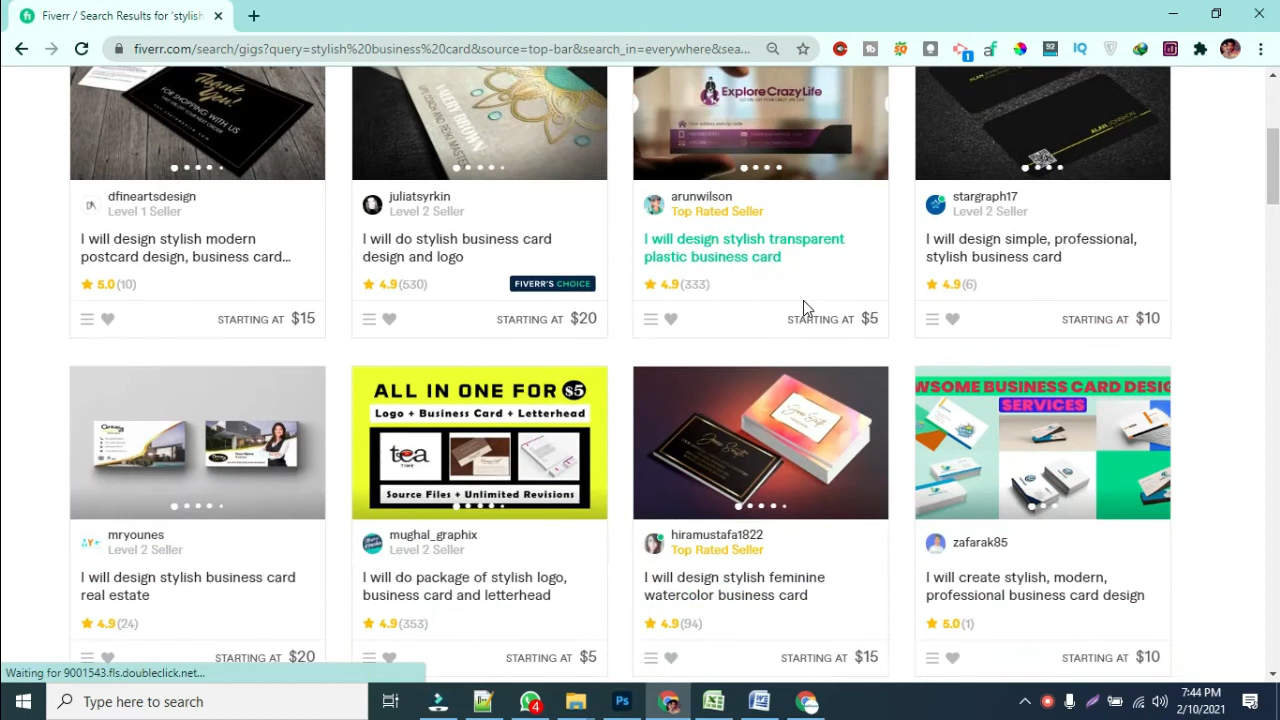 Fiverr / Search Results for 'stylish
fiverr.com/search/gigs?query=stylish%20business%20card&source=top-bar&search_in=everywhere&sea...
Thank You!
FOR SHOPPING WITH US
Explore Crazy Life
dfineartsdesign
Level 1 Seller
I will design stylish modern
postcard design, business card...
5.0(10)
STARTING AT $15
juliatsyrkin
Level 2 Seller
I will do stylish business card
design and logo
4.9(530)
FIVERR'S CHOICE
STARTING AT $20
arunwilson
Top Rated Seller
I will design stylish transparent
plastic business card
4.9(333)
STARTING AT $5
stargraph17
Level 2 Seller
I will design simple, professional,
stylish business card
4.9(6)
STARTING AT $10
ALL IN ONE FOR $5
Logo + Business Card + Letterhead
tea
TIME
Source Files + Unlimited Revisions
WSOME BUSINESS CARD DESIG
SERVICES
mryounes
Level 2 Seller
I will design stylish business card
real estate
4.9(24)
STARTING AT $20
mughal_graphix
Level 2 Seller
I will do package of stylish logo,
business card and letterhead
4.9(353)
STARTING AT $5
hiramustafa1822
Top Rated Seller
I will design stylish feminine
watercolor business card
4.9(94)
STARTING AT $15
zafarak85
I will create stylish, modern,
professional business card design
5.0(1)
STARTING AT $10
Waiting for 9001543.fls.doubleclick.net...
Type here to search
4
7:44 PM
2/10/2021